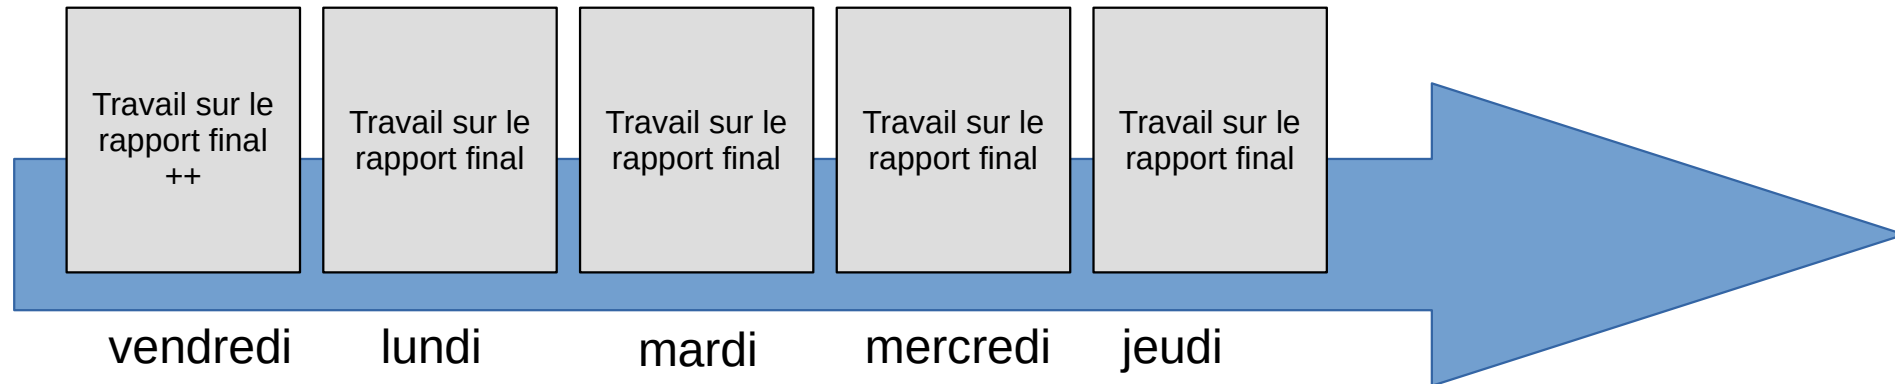 Travail sur le
rapport final
++
Travail sur le
rapport final
Travail sur le
rapport final
Travail sur le
rapport final
Travail sur le
rapport final
vendredi
lundi
mardi
mercredi
jeudi